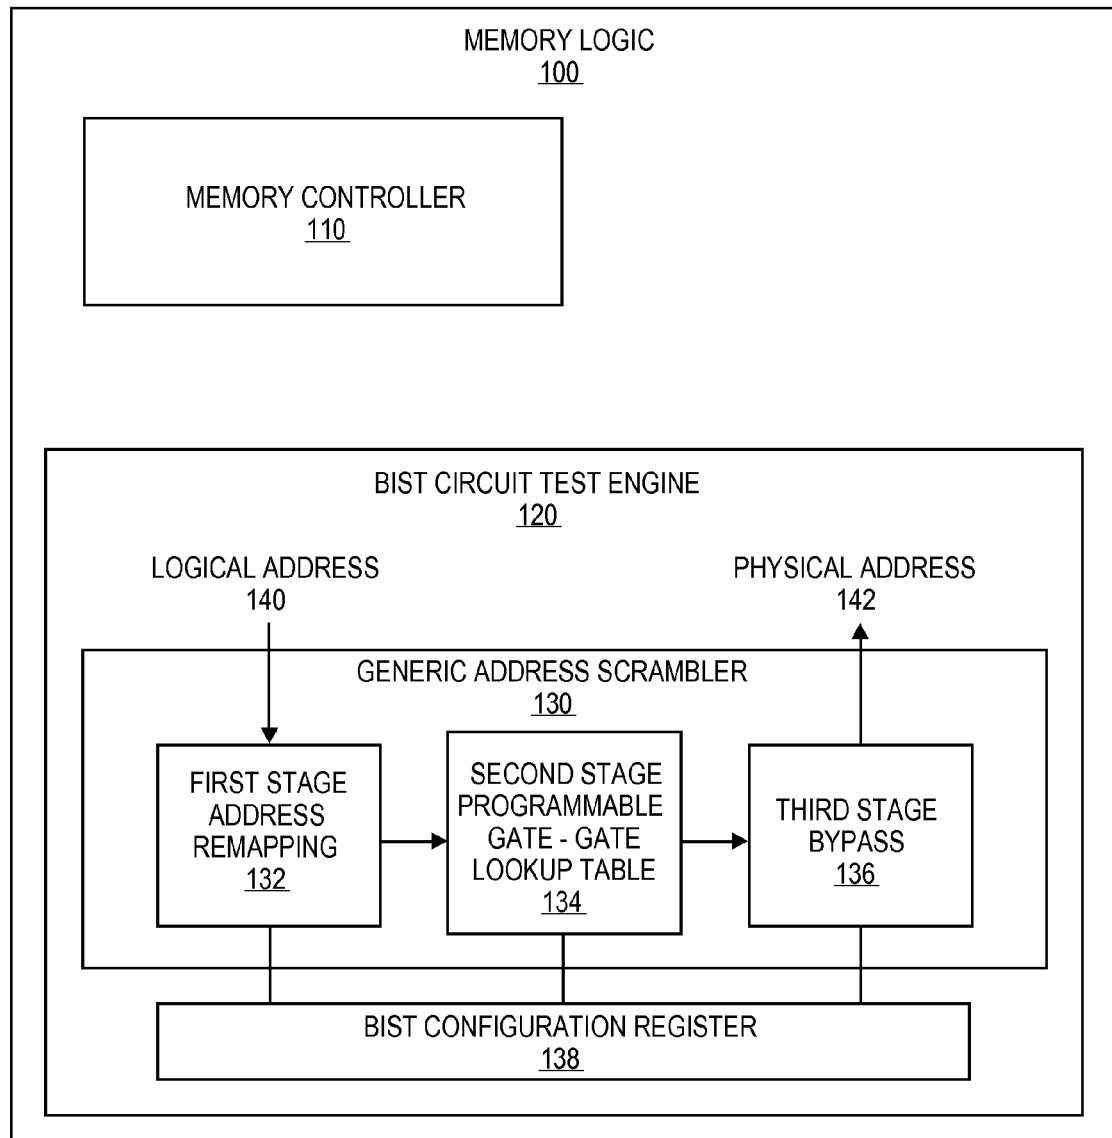 MEMORY LOGIC
100
MEMORY CONTROLLER
110
BIST CIRCUIT TEST ENGINE
120
LOGICAL ADDRESS
140
PHYSICAL ADDRESS
142
GENERIC ADDRESS SCRAMBLER
130
FIRST STAGE
ADDRESS
REMAPPING
132
SECOND STAGE
PROGRAMMABLE
GATE - GATE
LOOKUP TABLE
134
THIRD STAGE
BYPASS
136
BIST CONFIGURATION REGISTER
138